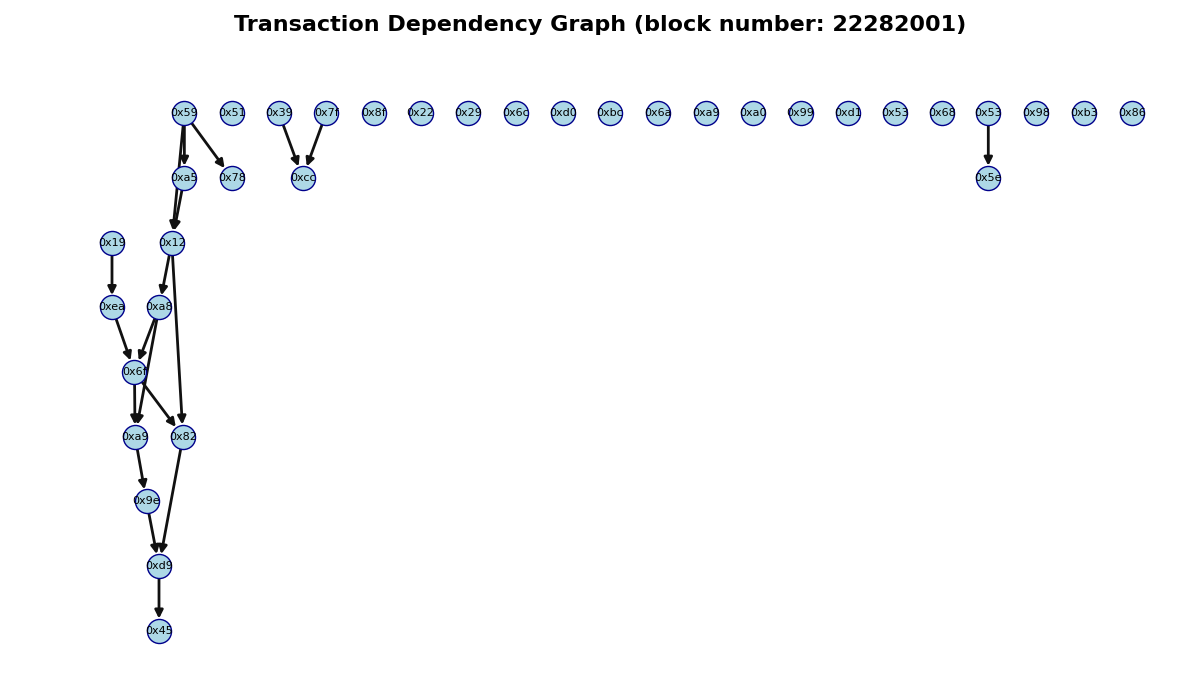 Transaction Dependency Graph (block number: 22282001)
0x59 0x51 0x39 0x7f 0x8f 0x22 0x29 0x6c 0xd0 0xbc 0x6a 0xa9 0xa0 0x99 0xd1 0x53 0x68 0x53 0x98 0xb3 0x86
0xa5 0x78 0xcc 0x5e
0x19 0x12
0xea 0xa8
0x6f
0xa9 0x82
0x9e
0xd9
0x45